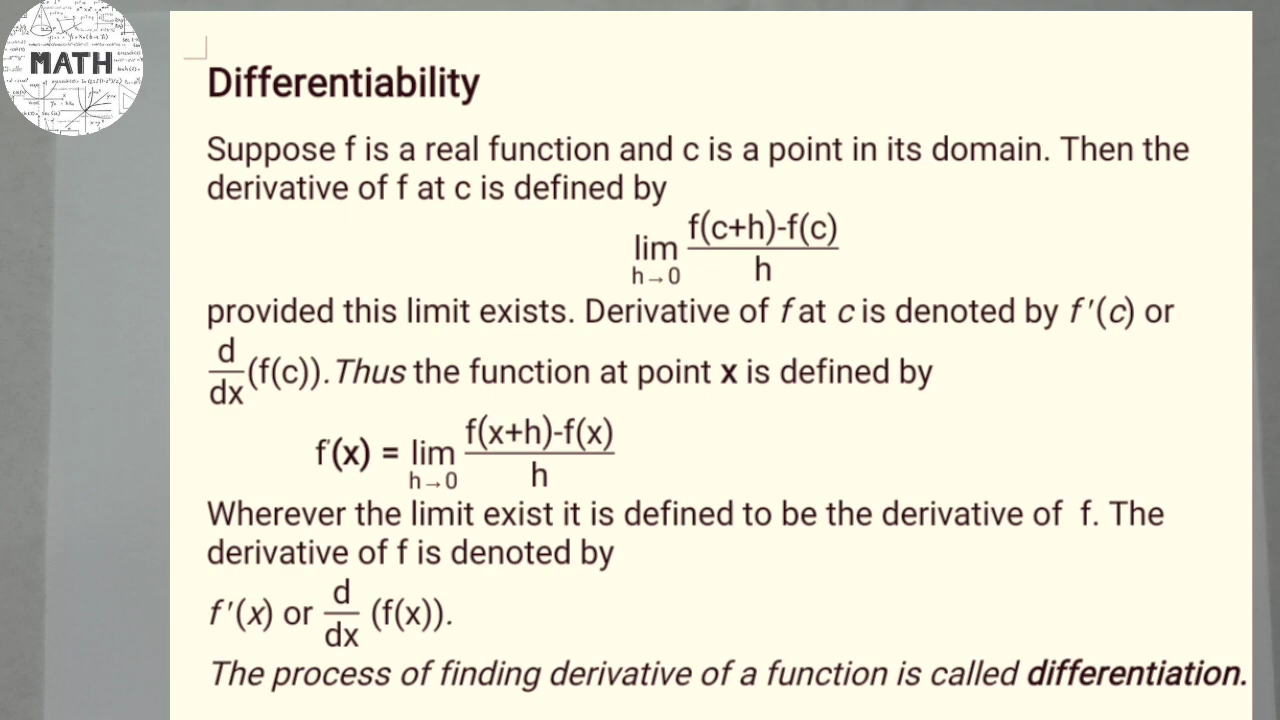 MATH
Differentiability
Suppose f is a real function and c is a point in its domain. Then the
derivative of f at c is defined by
lim h→0 f(c+h)-f(c) / h
provided this limit exists. Derivative of f at c is denoted by f'(c) or
d/dx (f(c)). Thus the function at point x is defined by
f'(x) = lim h→0 f(x+h)-f(x) / h
Wherever the limit exist it is defined to be the derivative of f. The
derivative of f is denoted by
f'(x) or d/dx (f(x)).
The process of finding derivative of a function is called differentiation.